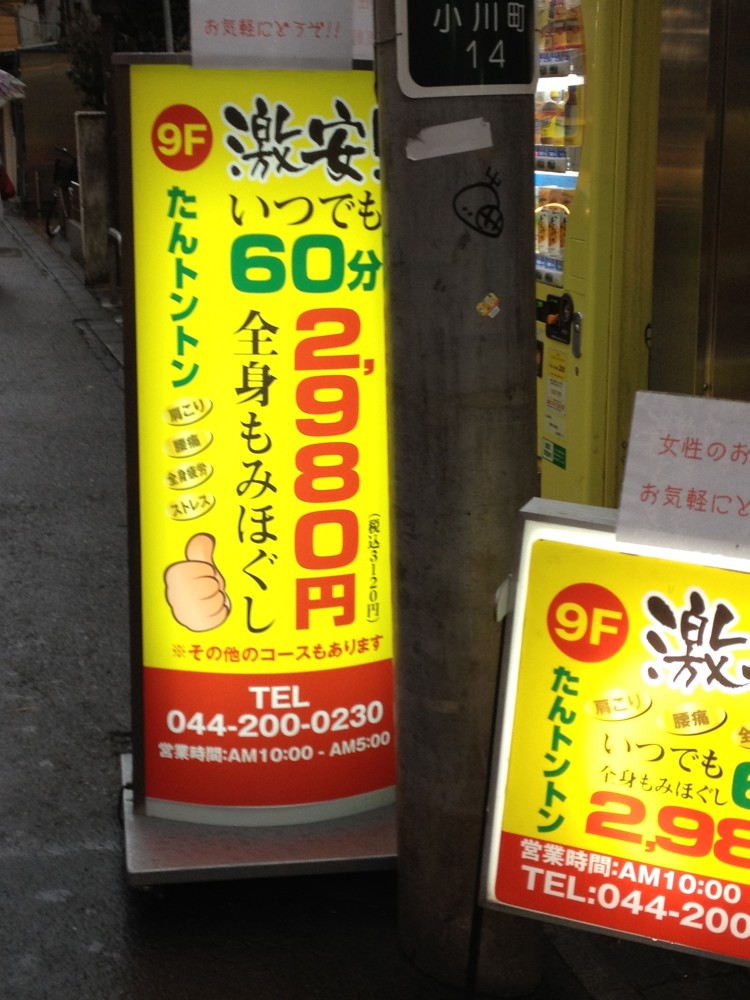 お気軽にどうぞ!!
小川町
14
9F
激安!
たんトントン
いつでも
60分
2,980円
(税込3120円)
全身もみほぐし
肩こり
腰痛
全身疲労
ストレス
※その他のコースもあります
TEL
044-200-0230
営業時間:AM10:00 - AM5:00
女性のお
お気軽にど
9F
激
たんトントン
肩こり
腰痛
全
いつでも
全身もみほぐし
6
2,98
営業時間:AM10:00
TEL:044-200